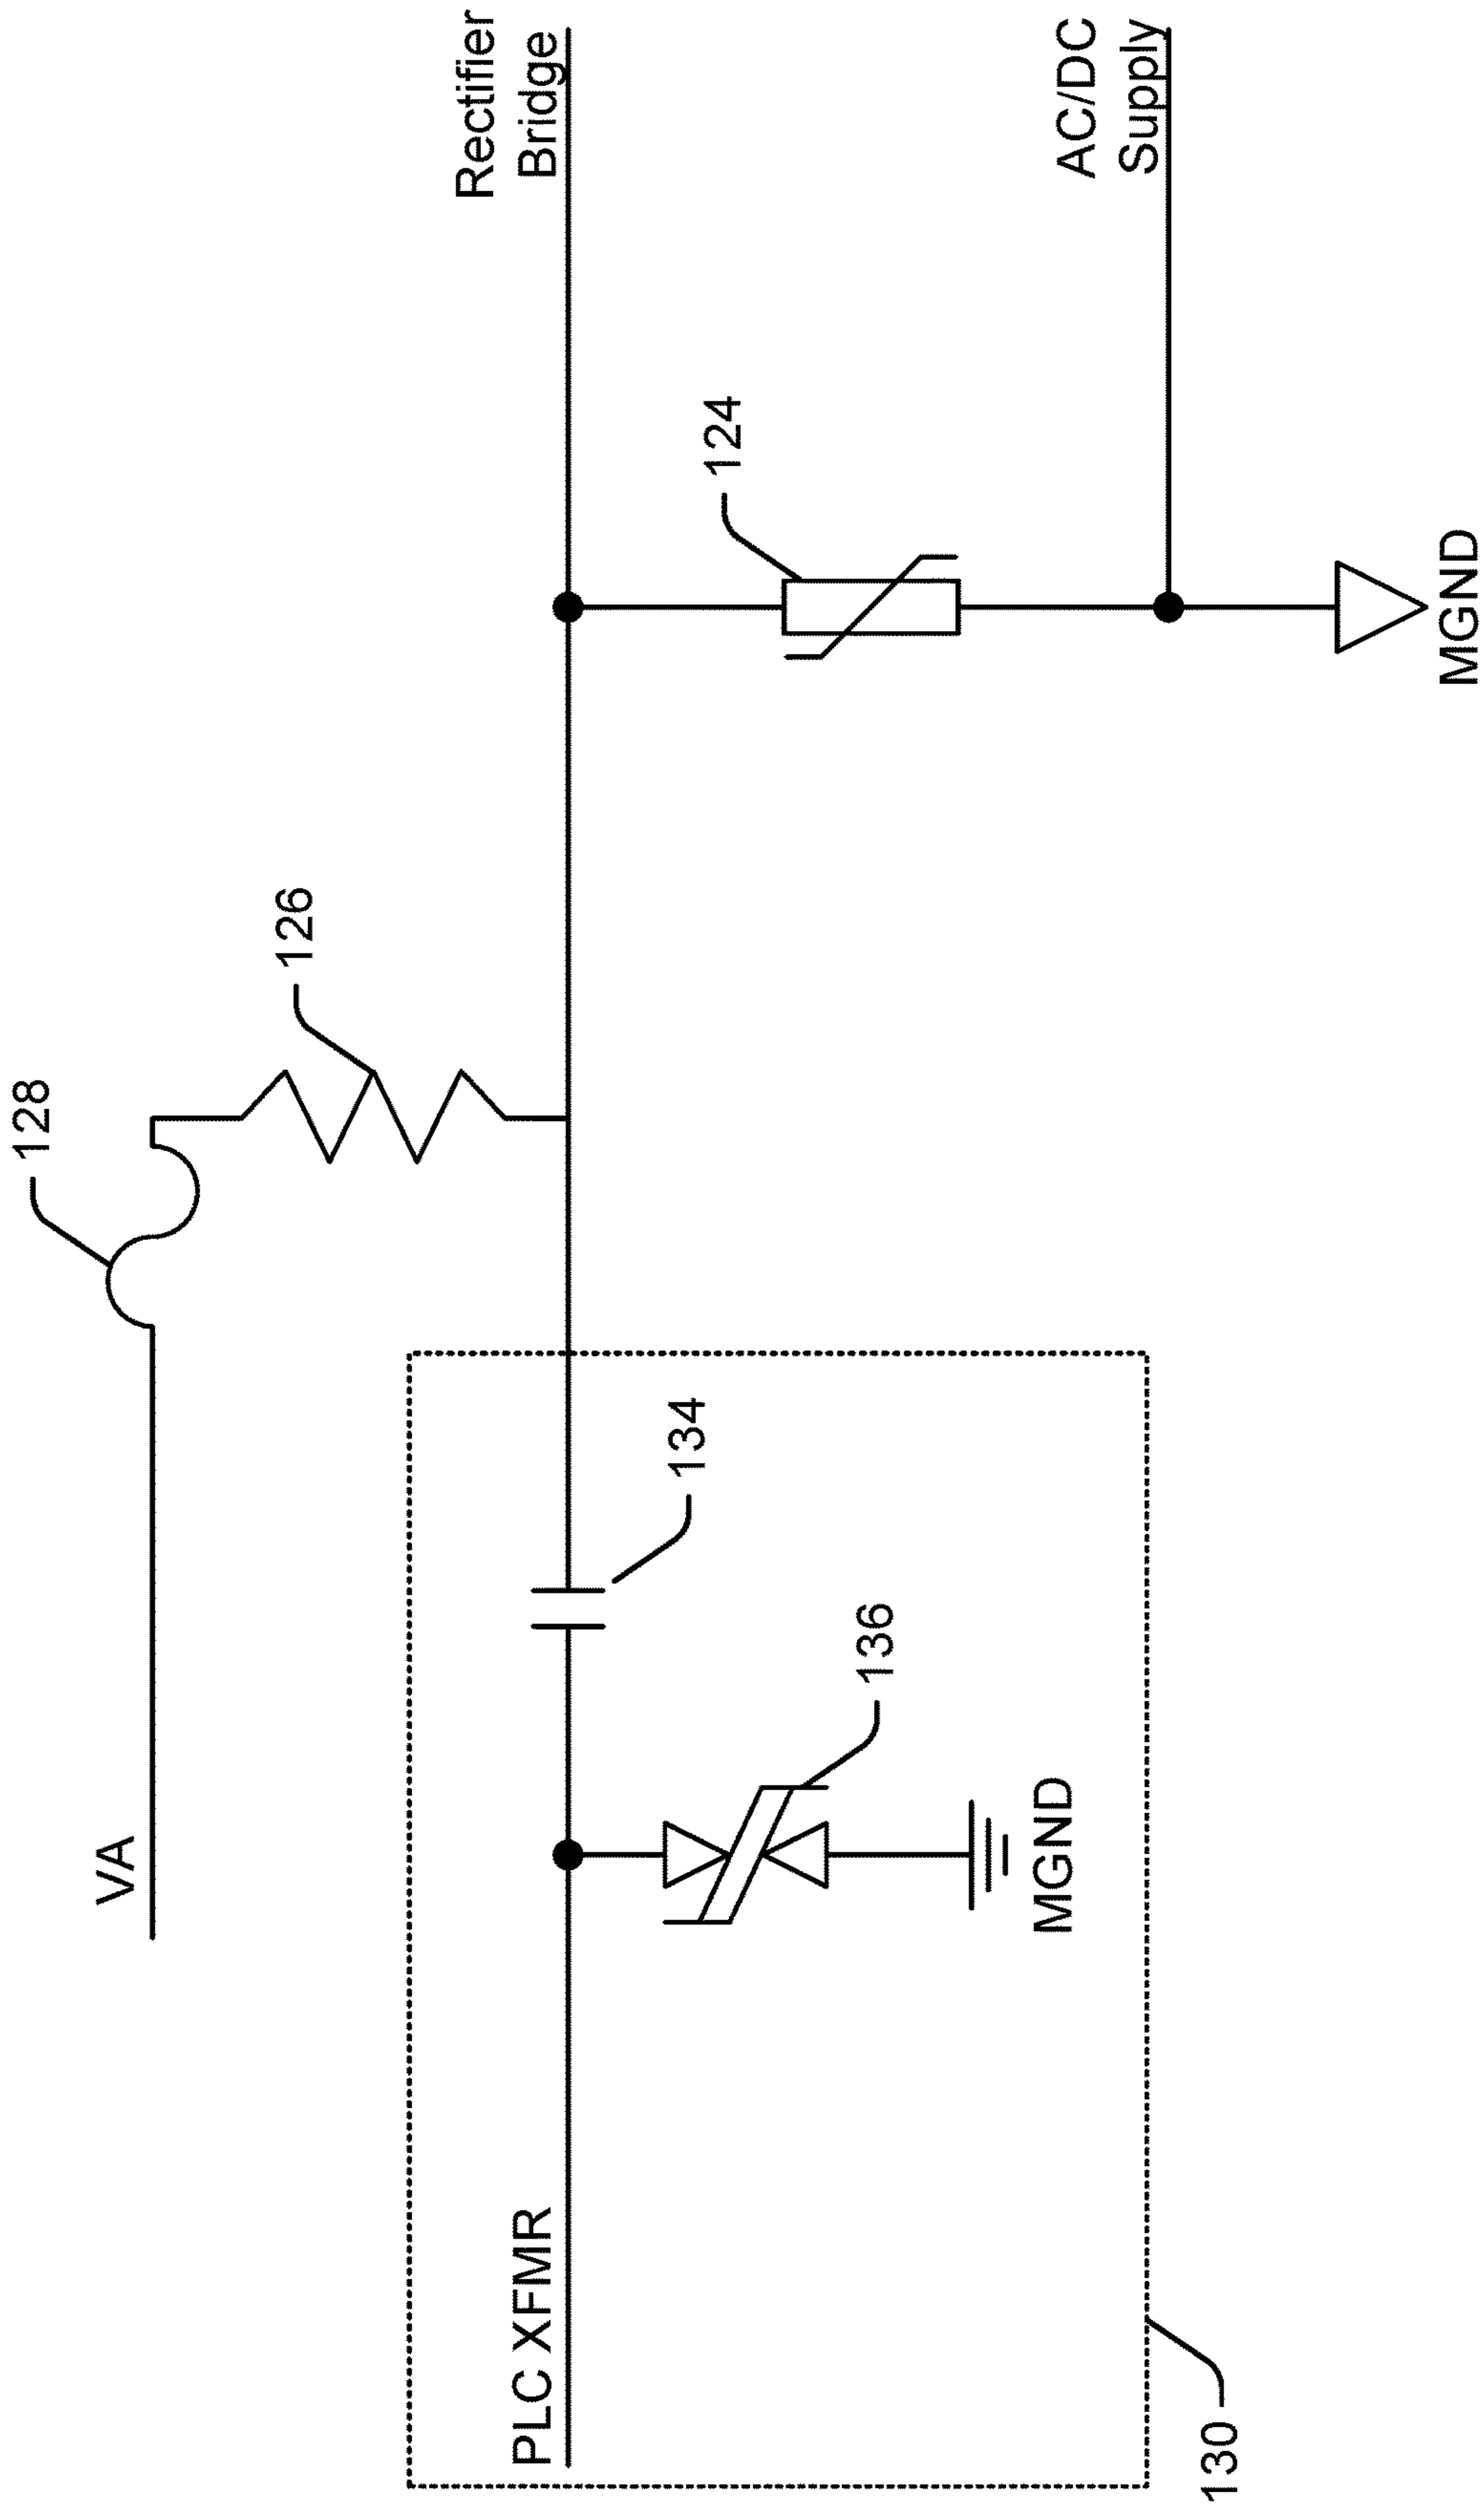 128
126
VA
Rectifier
Bridge
124
PLC XFMR
134
136
AC/DC
Supply
MGND
MGND
130